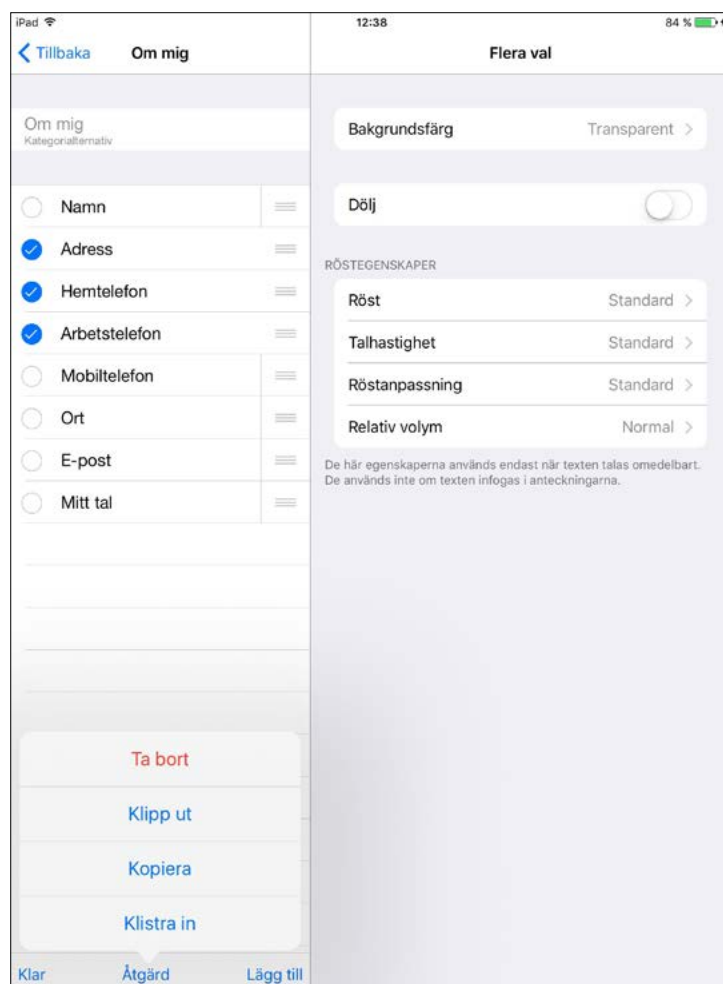 iPad 12:38 84 %
Tillbaka Om mig
Flera val
Om mig
Kategorialternativ
Namn
Adress
Hemtelefon
Arbetstelefon
Mobiltelefon
Ort
E-post
Mitt tal
Ta bort
Klipp ut
Kopiera
Klistra in
Klar Åtgärd Lägg till
Bakgrundsfärg Transparent
Dölj
RÖSTEGENSKAPER
Röst Standard
Talhastighet Standard
Röstanpassning Standard
Relativ volym Normal
De här egenskaperna används endast när texten talas omedelbart.
De används inte om texten infogas i anteckningarna.